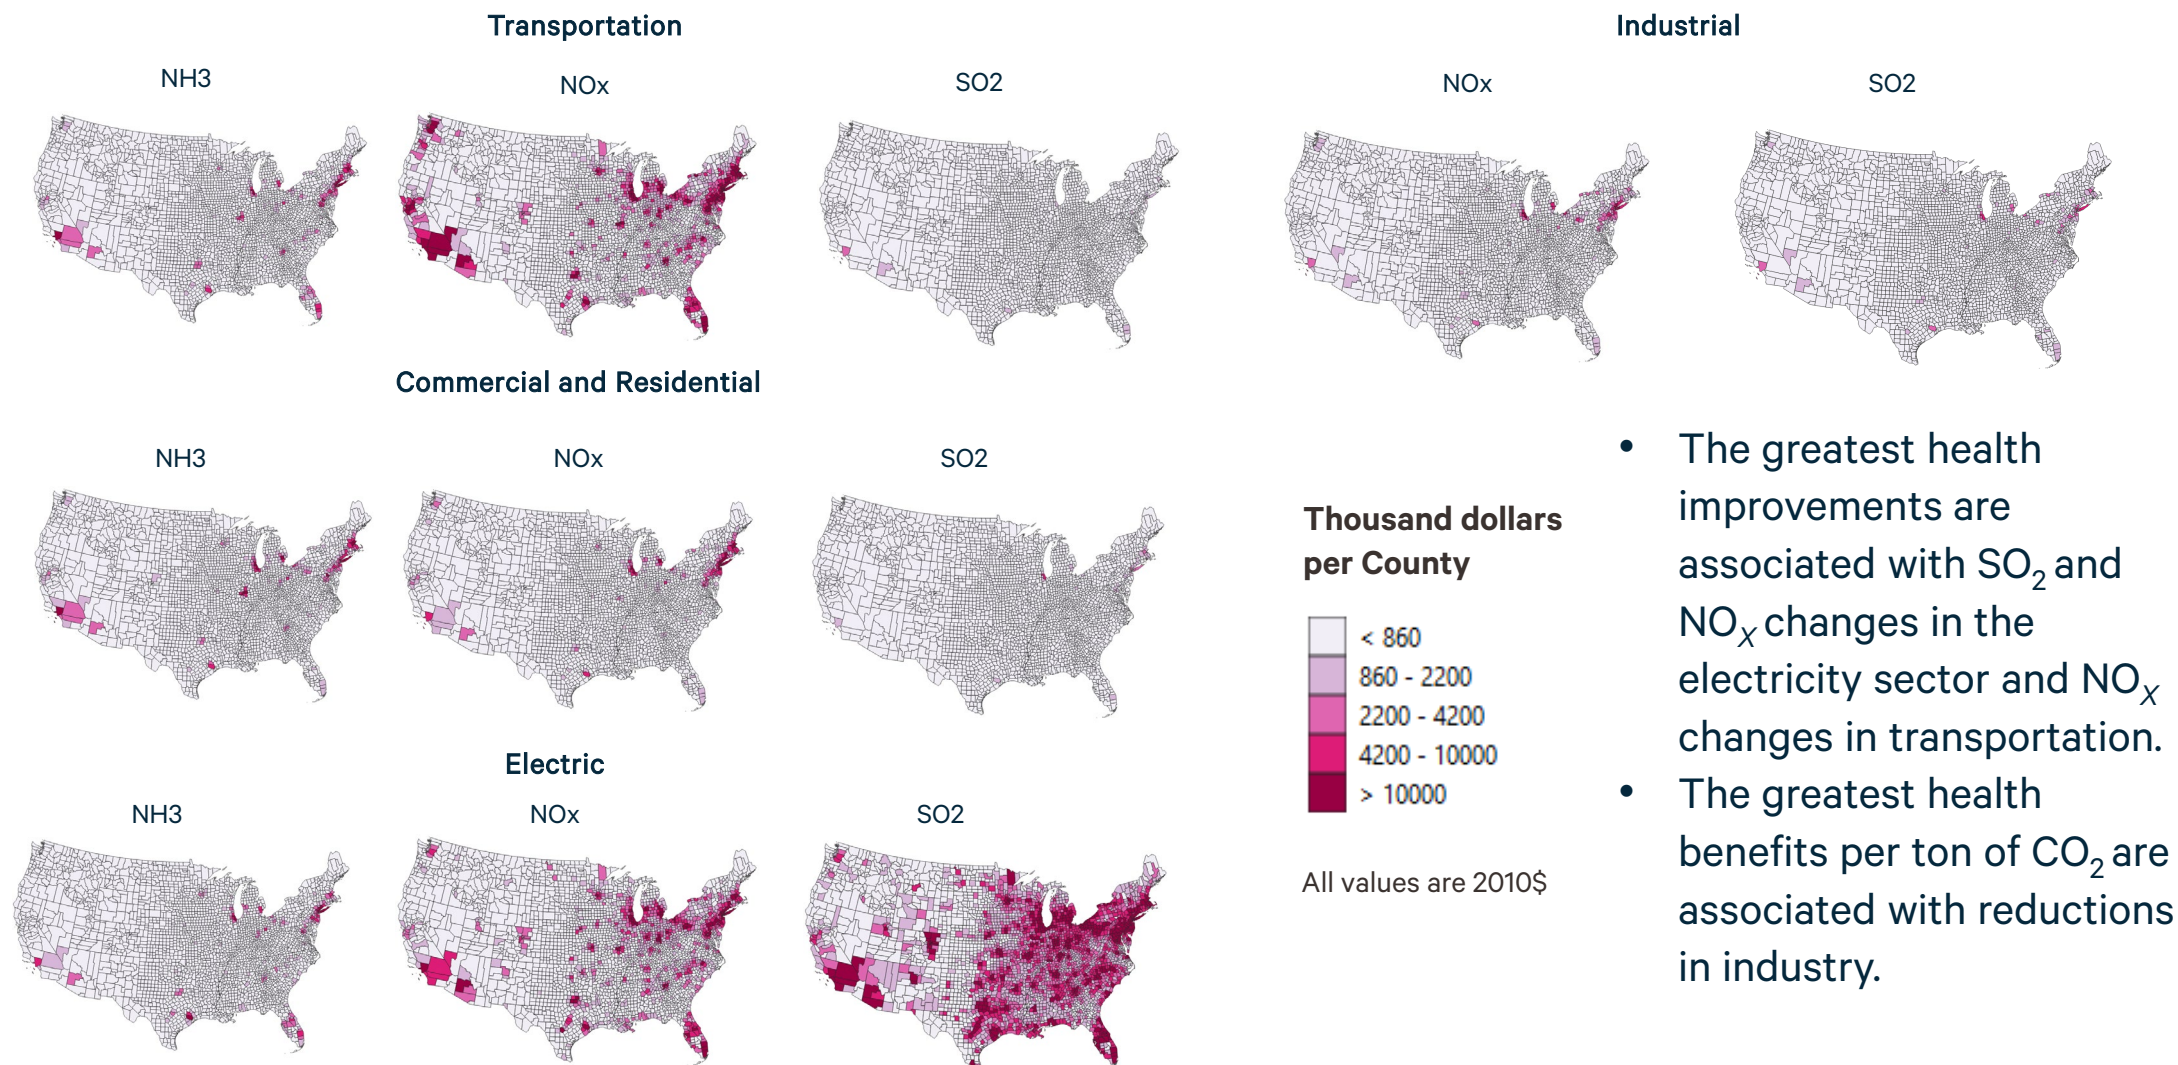 Transportation
NH3
NOx
SO2
Industrial
NOx
SO2
Commercial and Residential
NH3
NOx
SO2
Electric
NH3
NOx
SO2
Thousand dollars
per County
< 860
860 - 2200
2200 - 4200
4200 - 10000
> 10000
All values are 2010$
• The greatest health
improvements are
associated with SO2 and
NOX changes in the
electricity sector and NOX
changes in transportation.
• The greatest health
benefits per ton of CO2 are
associated with reductions
in industry.